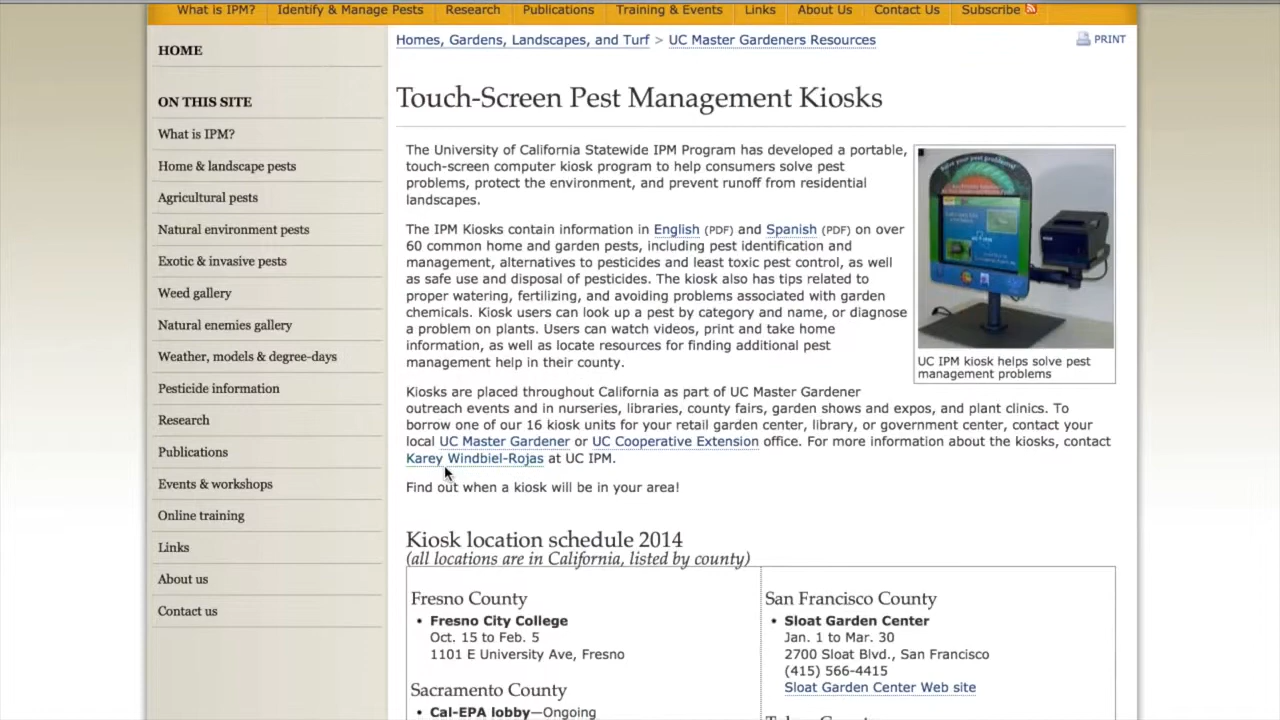 What is IPM? Identify & Manage Pests Research Publications Training & Events Links About Us Contact Us Subscribe
HOME
ON THIS SITE
What is IPM?
Home & landscape pests
Agricultural pests
Natural environment pests
Exotic & invasive pests
Weed gallery
Natural enemies gallery
Weather, models & degree-days
Pesticide information
Research
Publications
Events & workshops
Online training
Links
About us
Contact us
Homes, Gardens, Landscapes, and Turf > UC Master Gardeners Resources
PRINT
Touch-Screen Pest Management Kiosks
The University of California Statewide IPM Program has developed a portable,
touch-screen computer kiosk program to help consumers solve pest
problems, protect the environment, and prevent runoff from residential
landscapes.
The IPM Kiosks contain information in English (PDF) and Spanish (PDF) on over
60 common home and garden pests, including pest identification and
management, alternatives to pesticides and least toxic pest control, as well
as safe use and disposal of pesticides. The kiosk also has tips related to
proper watering, fertilizing, and avoiding problems associated with garden
chemicals. Kiosk users can look up a pest by category and name, or diagnose
a problem on plants. Users can watch videos, print and take home
information, as well as locate resources for finding additional pest
management help in their county.
UC IPM kiosk helps solve pest
management problems
Kiosks are placed throughout California as part of UC Master Gardener
outreach events and in nurseries, libraries, county fairs, garden shows and expos, and plant clinics. To
borrow one of our 16 kiosk units for your retail garden center, library, or government center, contact your
local UC Master Gardener or UC Cooperative Extension office. For more information about the kiosks, contact
Karey Windbiel-Rojas at UC IPM.
Find out when a kiosk will be in your area!
Kiosk location schedule 2014
(all locations are in California, listed by county)
Fresno County
• Fresno City College
Oct. 15 to Feb. 5
1101 E University Ave, Fresno
Sacramento County
• Cal-EPA lobby—Ongoing
San Francisco County
• Sloat Garden Center
Jan. 1 to Mar. 30
2700 Sloat Blvd., San Francisco
(415) 566-4415
Sloat Garden Center Web site